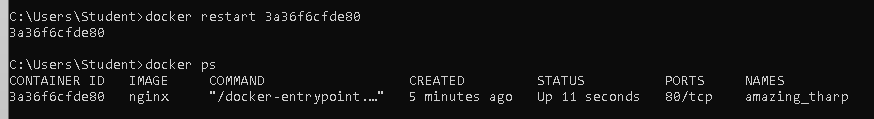 C:\Users\Student>docker restart 3a36f6cfde80
3a36f6cfde80
C:\Users\Student>docker ps
CONTAINER ID   IMAGE     COMMAND                  CREATED         STATUS          PORTS     NAMES
3a36f6cfde80   nginx     "/docker-entrypoint.…"   5 minutes ago   Up 11 seconds   80/tcp    amazing_tharp